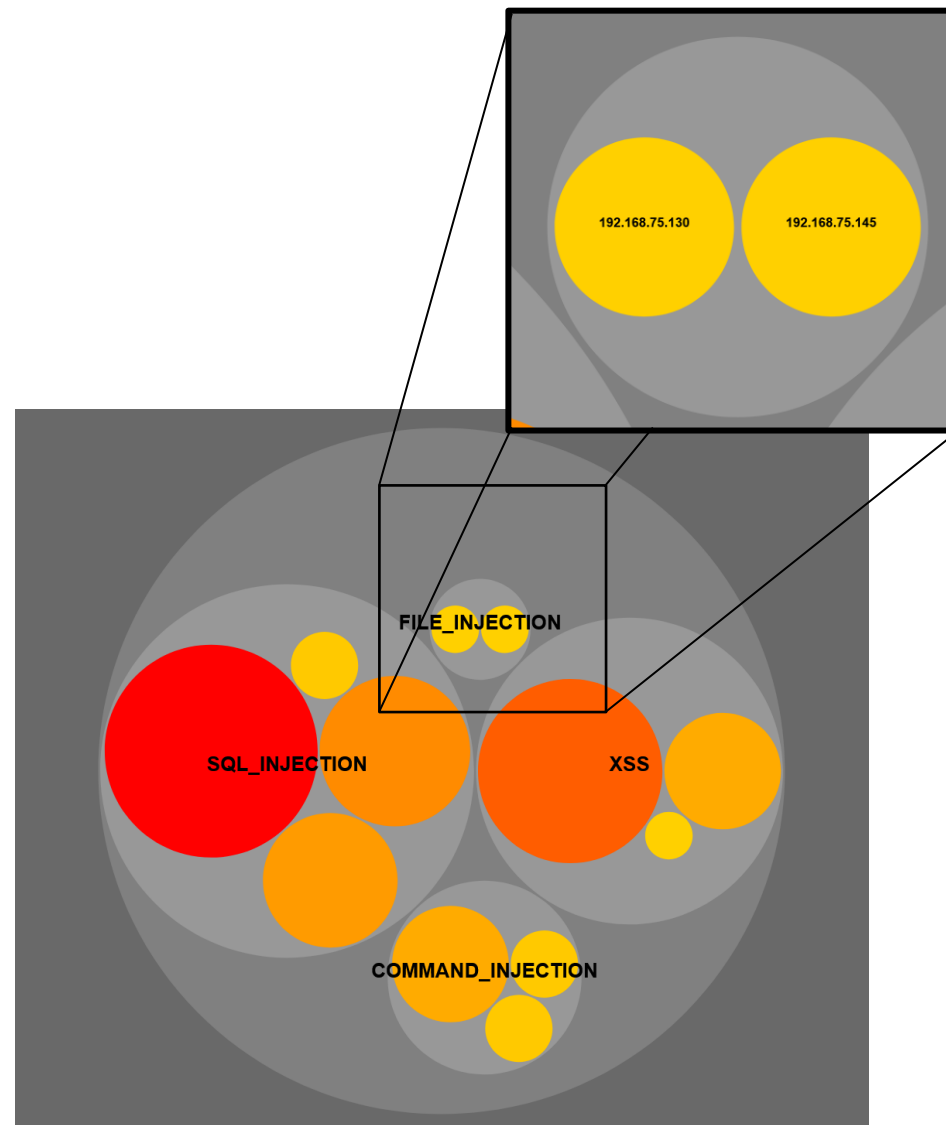 192.168.75.130
192.168.75.145
FILE_INJECTION
SQL_INJECTION
XSS
COMMAND_INJECTION